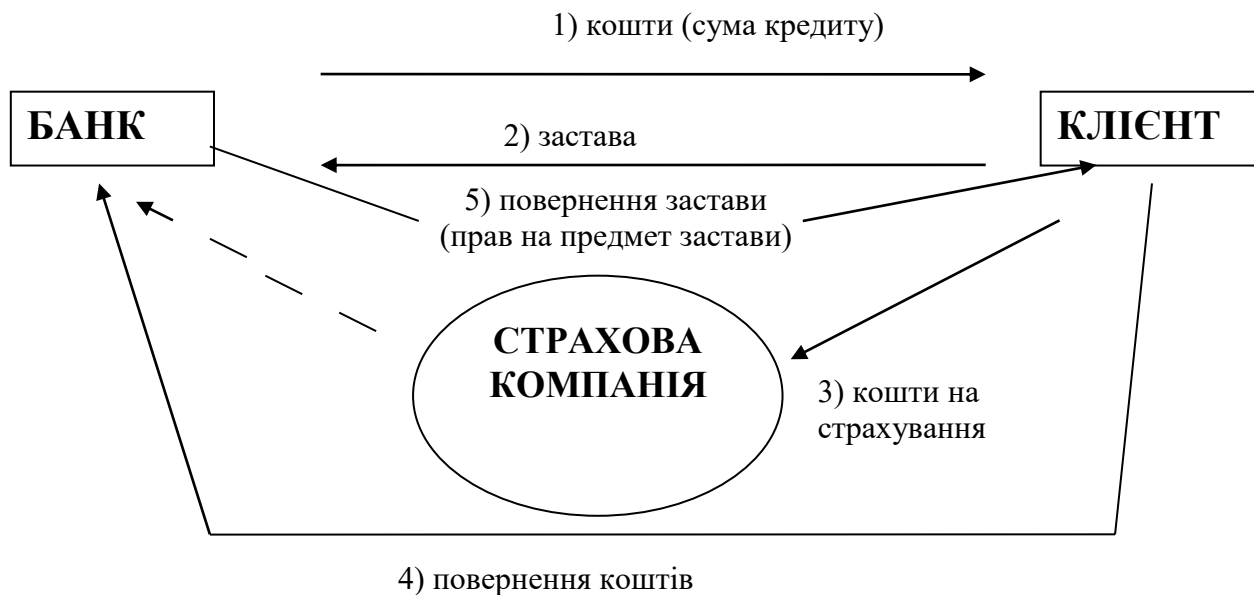 1) кошти (сума кредиту)
БАНК
КЛІЄНТ
2) застава
5) повернення застави
(прав на предмет застави)
СТРАХОВА
КОМПАНІЯ
3) кошти на
страхування
4) повернення коштів